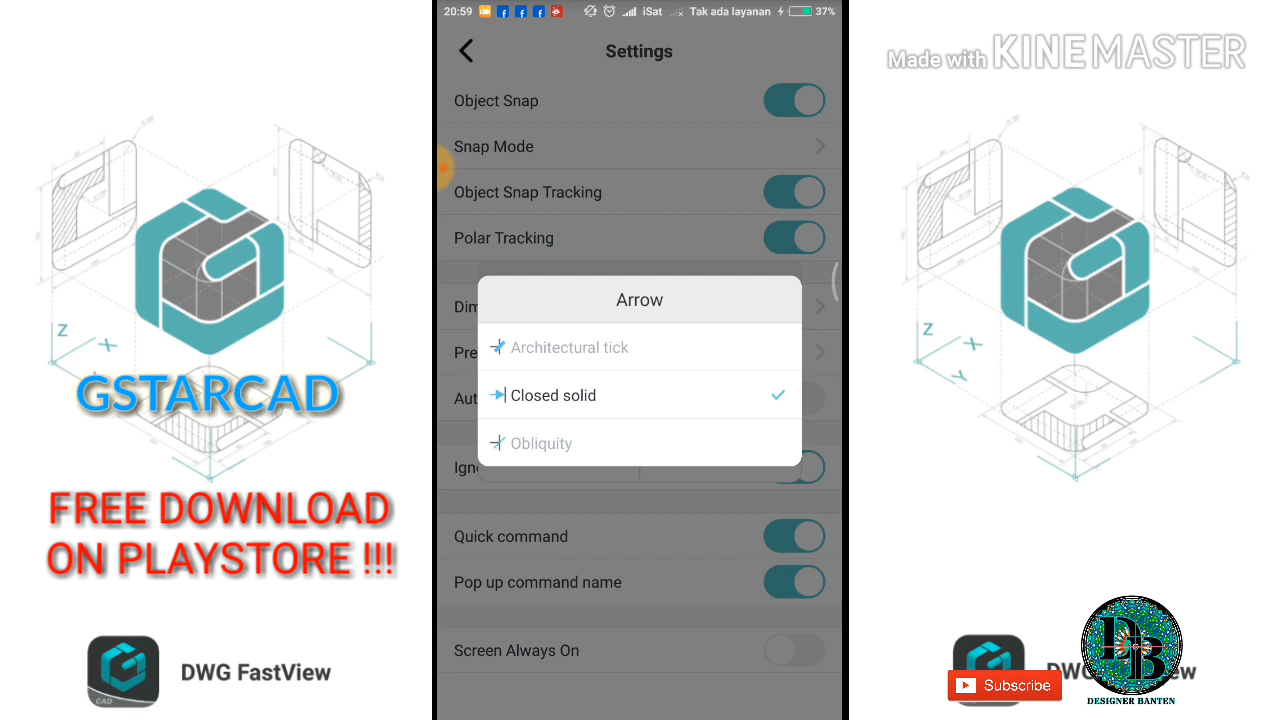 20:59
iSat
Tak ada layanan
37%
Made with KINEMASTER
Settings
Object Snap
Snap Mode
Object Snap Tracking
Polar Tracking
Arrow
Architectural tick
Closed solid
Obliquity
Quick command
Pop up command name
Screen Always On
Z
X
GSTARCAD
FREE DOWNLOAD
ON PLAYSTORE !!!
CAD
DWG FastView
Z
X
Y
Subscribe
DB
DESIGNER BANTEN